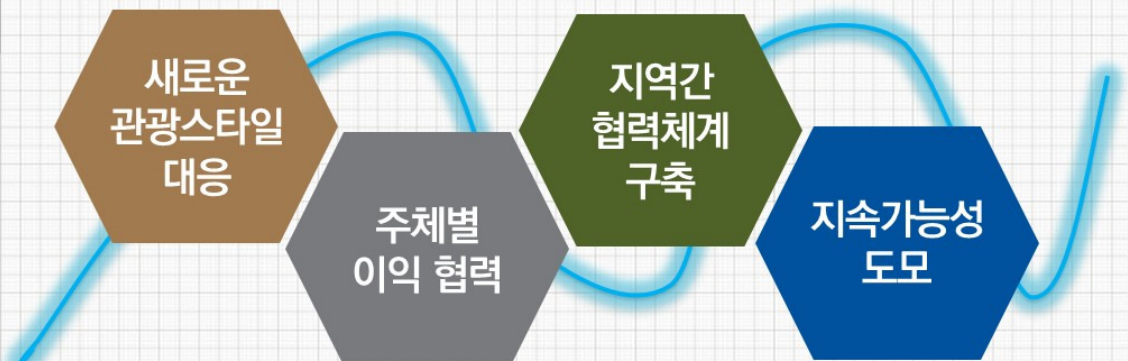 새로운
관광스타일
대응
주체별
이익 협력
지역간
협력체계
구축
지속가능성
도모